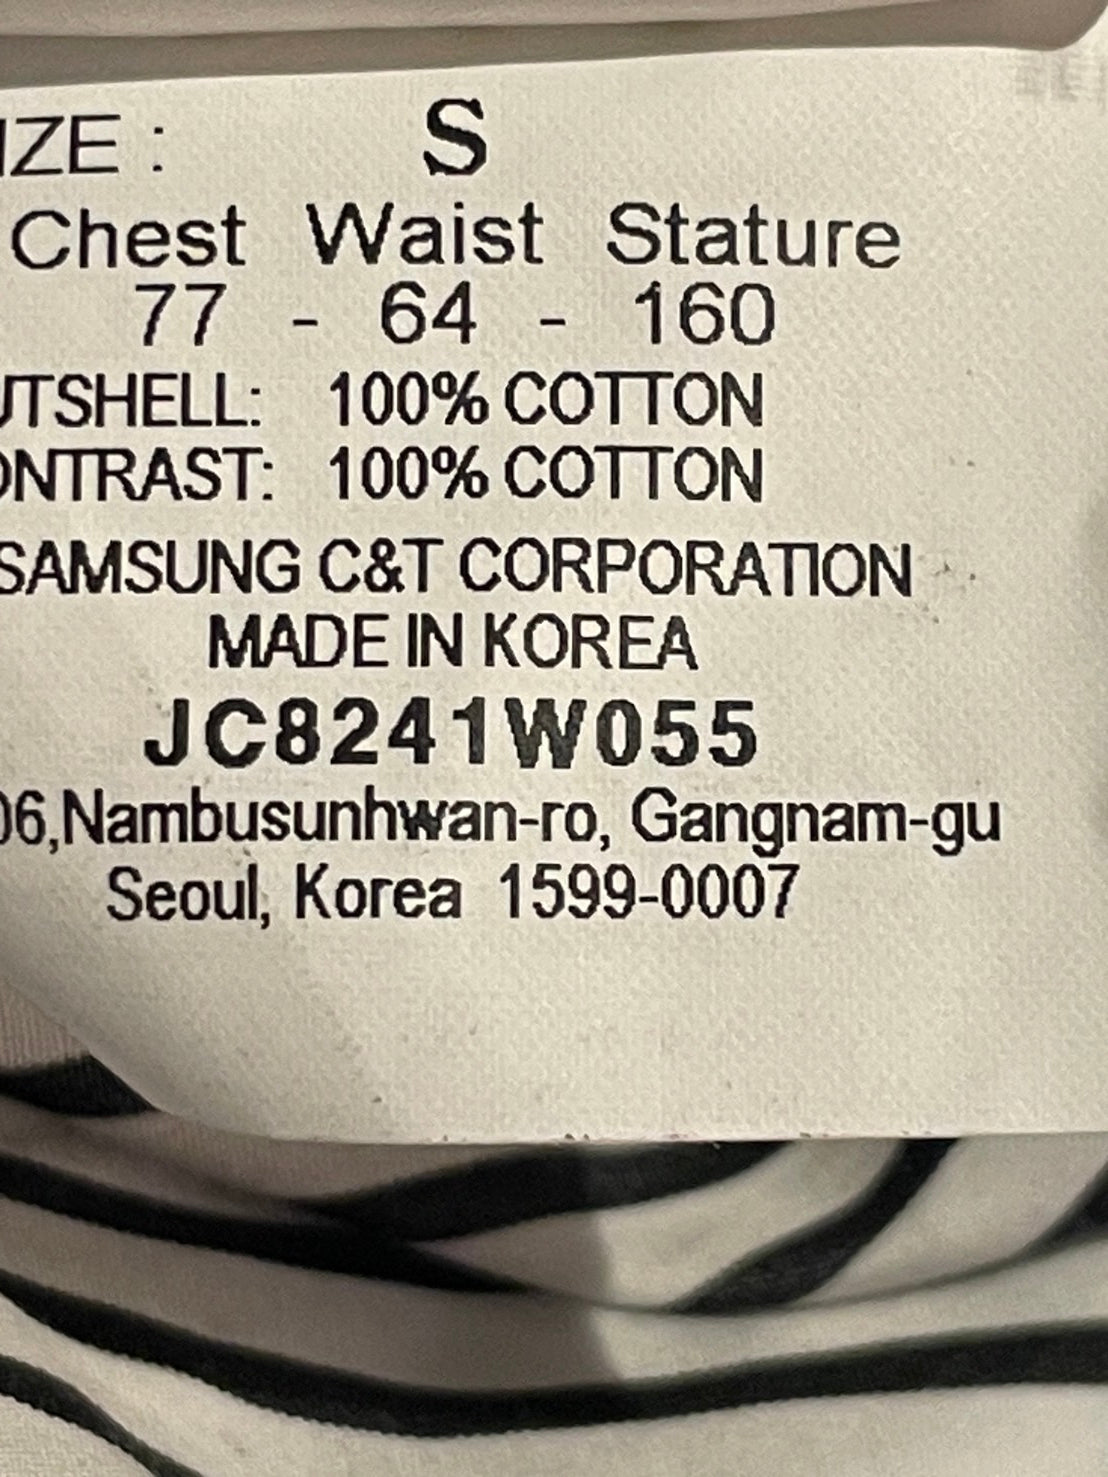 IZE : S
Chest Waist Stature
77 - 64 - 160
UTSHELL: 100% COTTON
ONTRAST: 100% COTTON
SAMSUNG C&T CORPORATION
MADE IN KOREA
JC8241W055
06,Nambusunhwan-ro, Gangnam-gu
Seoul, Korea 1599-0007